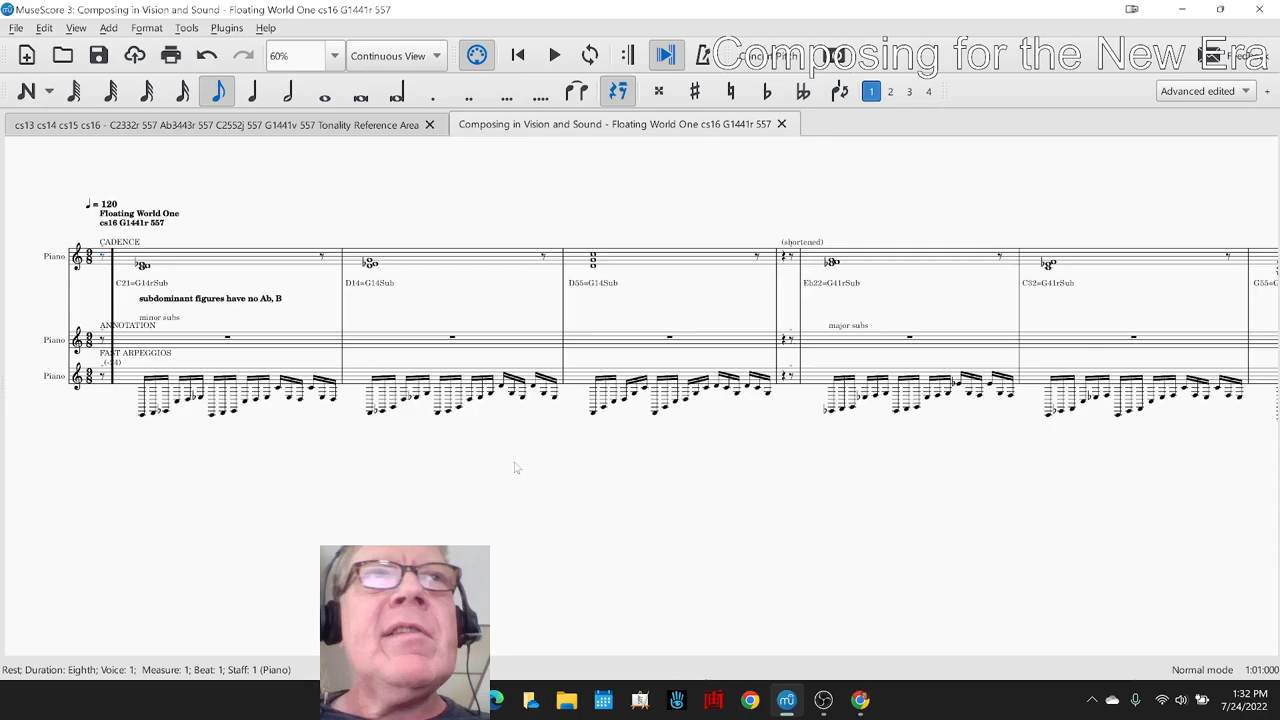 MuseScore 3: Composing in Vision and Sound - Floating World One cs16 G1441r 557
File Edit View Add Format Tools Plugins Help
60%
Continuous View
Composing for the New Era
1 2 3 4
Advanced edited
cs13 cs14 cs15 cs16 - C2332r 557 Ab3443r 557 C2552j 557 G1441v 557 Tonality Reference Area
Composing in Vision and Sound - Floating World One cs16 G1441r 557
= 120
Floating World One
cs16 G1441r 557
CADENCE
(shortened)
Piano
C21=G14rSub
D14=G14Sub
D55=G14Sub
Eb22=G41rSub
C32=G41rSub
subdominant figures have no Ab, B
minor subs
ANNOTATION
major subs
Piano
FAST ARPEGGIOS
Piano
Rest; Duration: Eighth; Voice: 1; Measure: 1; Beat: 1; Staff: 1 (Piano)
Normal mode
1:01:000
1:32 PM
7/24/2022